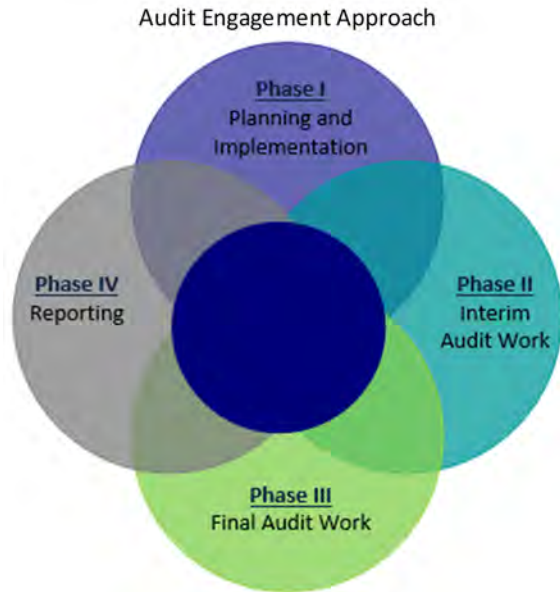 Audit Engagement Approach
Phase I
Planning and
Implementation
Phase II
Interim
Audit Work
Phase III
Final Audit Work
Phase IV
Reporting